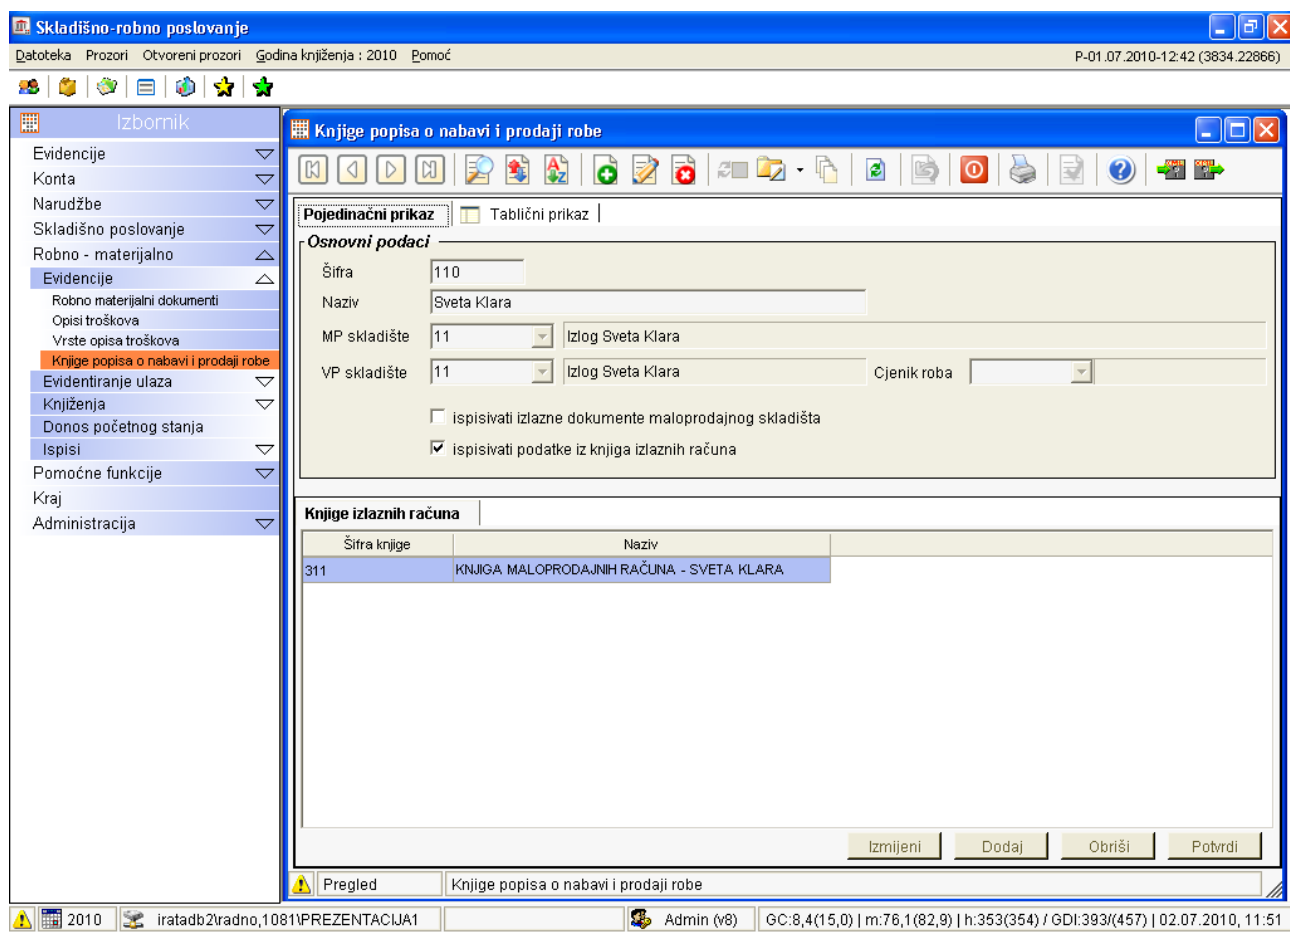 Skladišno-robno poslovanje
Datoteka Prozori Otvoreni prozori Godina knjiženja : 2010 Pomoć P-01.07.2010-12:42 (3834.22866)
Izbornik
Evidencije
Konta
Narudžbe
Skladišno poslovanje
Robno - materijalno
Evidencije
Robno materijalni dokumenti
Opisi troškova
Vrste opisa troškova
Knjige popisa o nabavi i prodaji robe
Evidentiranje ulaza
Knjiženja
Donos početnog stanja
Ispisi
Pomoćne funkcije
Kraj
Administracija
Knjige popisa o nabavi i prodaji robe
Pojedinačni prikaz Tablični prikaz
Osnovni podaci
Šifra 110
Naziv Sveta Klara
MP skladište 11 Izlog Sveta Klara
VP skladište 11 Izlog Sveta Klara Cjenik roba
ispisivati izlazne dokumente maloprodajnog skladišta
ispisivati podatke iz knjiga izlaznih računa
Knjige izlaznih računa
Šifra knjige Naziv
311 KNJIGA MALOPRODAJNIH RAČUNA - SVETA KLARA
Izmijeni Dodaj Obriši Potvrdi
Pregled Knjige popisa o nabavi i prodaji robe
2010 iratadb2\radno,1081\PREZENTACIJA1 Admin (v8) GC:8,4(15,0) | m:76,1(82,9) | h:353(354) / GDI:393/(457) | 02.07.2010, 11:51